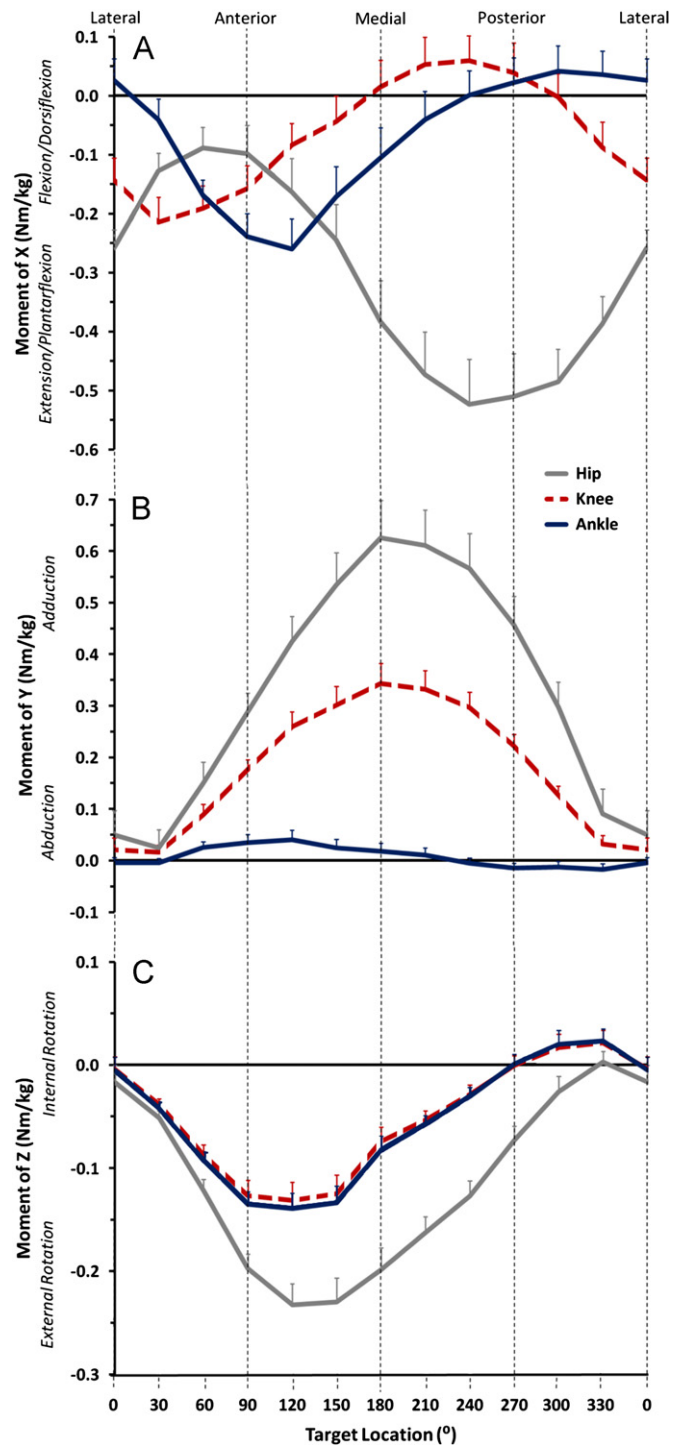 Lateral Anterior Medial Posterior Lateral
A
0.1
0.0
-0.1
-0.2
-0.3
-0.4
-0.5
-0.6
Moment of X (Nm/kg)
Flexion/Dorsiflexion
Extension/Plantarflexion
Hip
Knee
Ankle
B
0.7
0.6
0.5
0.4
0.3
0.2
0.1
0.0
-0.1
Moment of Y (Nm/kg)
Adduction
Abduction
C
0.1
0.0
-0.1
-0.2
-0.3
Moment of Z (Nm/kg)
Internal Rotation
External Rotation
0 30 60 90 120 150 180 210 240 270 300 330 0
Target Location (º)